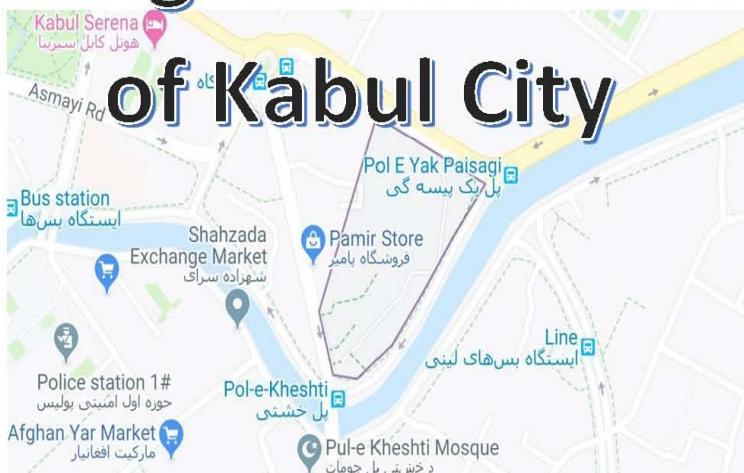 of Kabul City
Kabul Serena
هوتل کابل سیرینا
Asmayi Rd
Pol E Yak Paisagi
پل یک پیسه گی
Bus station
ایستگاه بس‌ها
Shahzada
Exchange Market
شهزاده سرای
Pamir Store
فروشگاه پامیر
Line
ایستگاه بس‌های لینی
Police station 1#
حوزه اول امنیتی پولیس
Pol-e-Kheshti
پل خشتی
Afghan Yar Market
مارکیت افغانیار
Pul-e Kheshti Mosque